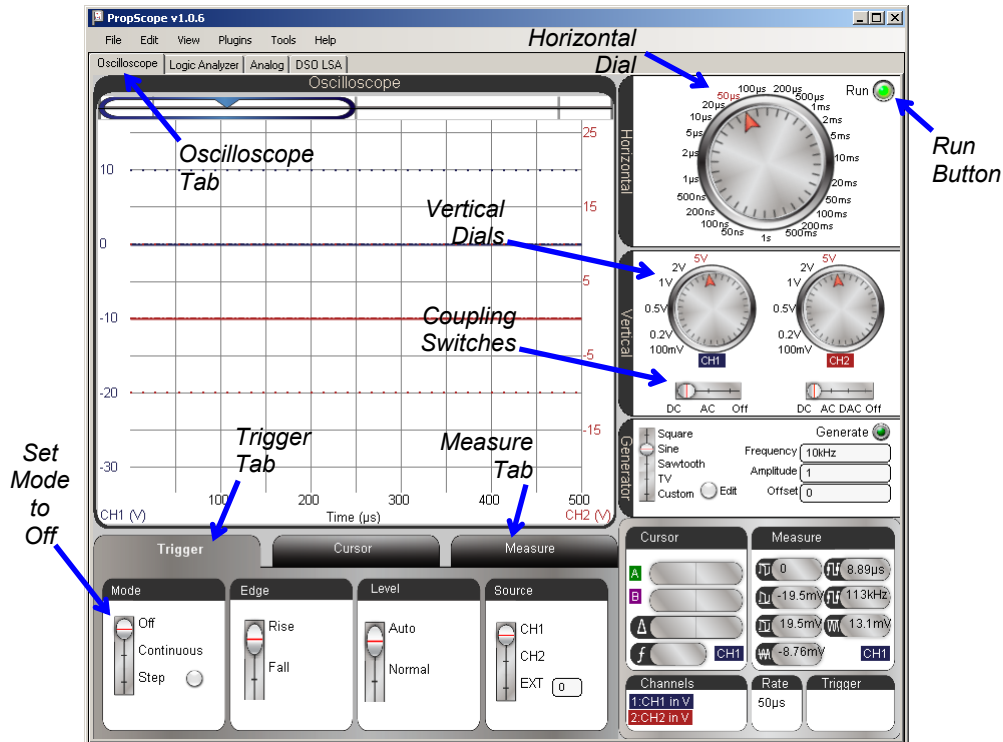 PropScope v1.0.6
File Edit View Plugins Tools Help
Oscilloscope Logic Analyzer Analog DSO LSA
Oscilloscope
Horizontal
Dial
Oscilloscope
Tab
Vertical
Dials
Coupling
Switches
Trigger
Tab
Measure
Tab
Set
Mode
to
Off
Run
Button
10
0
-10
-20
-30
25
15
5
-5
-15
100 200 300 400 500
CH1 (V) Time (µs) CH2 (V)
Horizontal
Run
50µs 100µs 200µs 500µs
20µs 1ms
10µs 2ms
5µs 5ms
2µs 10ms
1µs 20ms
500ns 50ms
200ns 100ms
100ns 200ms
50ns 1s 500ms
Vertical
5V
2V
1V
0.5V
0.2V
100mV
CH1
DC AC Off
5V
2V
1V
0.5V
0.2V
100mV
CH2
DC AC DAC Off
Generator
Square
Sine
Sawtooth
TV
Custom Edit
Generate
Frequency 10kHz
Amplitude 1
Offset 0
Trigger Cursor Measure
Mode
Off
Continuous
Step
Edge
Rise
Fall
Level
Auto
Normal
Source
CH1
CH2
EXT 0
Cursor
A
B
Δ
f CH1
Measure
0 8.89µs
-19.5mV 113kHz
19.5mV 13.1mV
-8.76mV CH1
Channels
1:CH1 in V
2:CH2 in V
Rate
50µs
Trigger